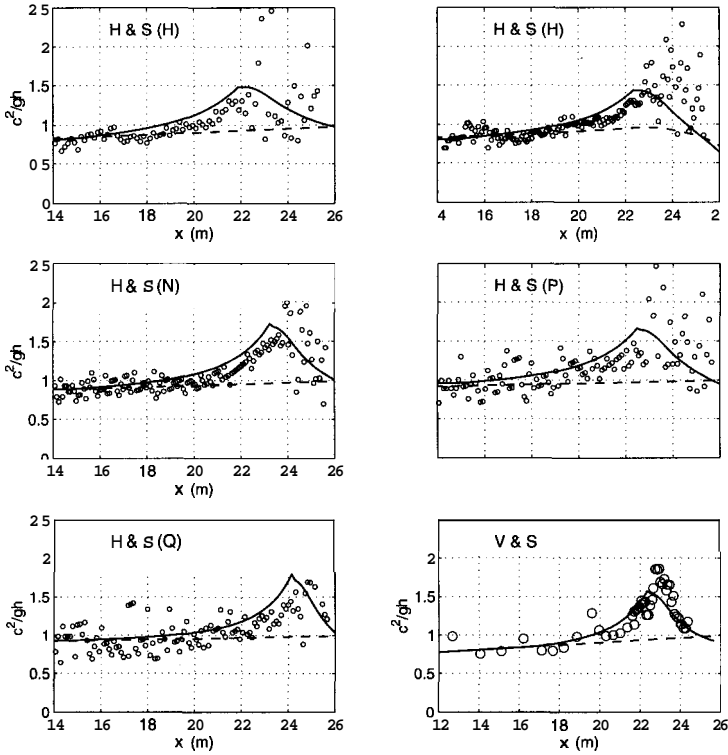 H & S (H)
c²/gh
2 5
2
1.5
1
0 5
0
14 16 18 20 22 24 26
x (m)
H & S (H)
4 16 18 20 22 24 2
x (m)
H & S (N)
c²/gh
2 5
2
1.5
1
0.5
0
14 16 18 20 22 24 26
x (m)
H & S (P)
12 14 16 18 20 22 24 26
x (m)
H & S (Q)
c²/gh
2 5
2
1.5
1
0.5
0
14 16 18 20 22 24 26
x (m)
V & S
c²/gh
2
1.5
1
0.5
0
12 14 16 20 22 24 26
x (m)